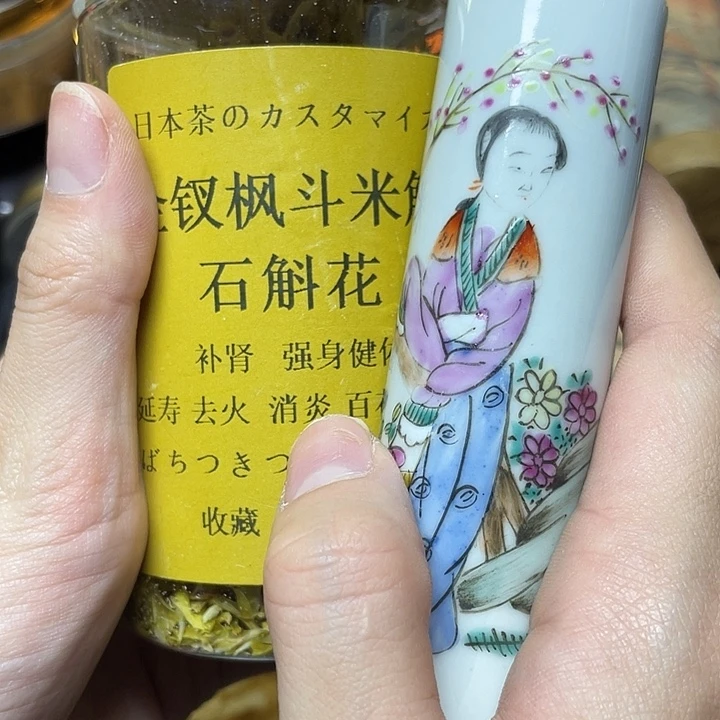 日本茶のカスタマイ
钗枫斗米
石斛花
补肾 强身健体
延寿 去火 消炎 百
ばちつきつ
收藏